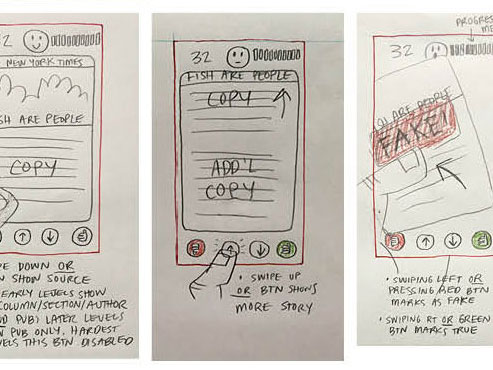 32
NEW YORK TIMES
SH ARE PEOPLE
COPY
PE DOWN OR
N SHOW SOURCE
EARLY LEVELS SHOW
COLUMN/SECTION/AUTHOR
D PUB) LATER LEVELS
W PUB ONLY. HARDEST
VELS THIS BTN DISABLED
32
FISH ARE PEOPLE
COPY
ADD'L
COPY
• SWIPE UP
OR BTN SHOWS
MORE STORY
PROGRESS
ME
32
ARE PEOPLE
FAKE!
• SWIPING LEFT OR
PRESSING RED BTN
MARKS AS FAKE
• SWIPING RT OR GREEN
BTN MARKS TRUE